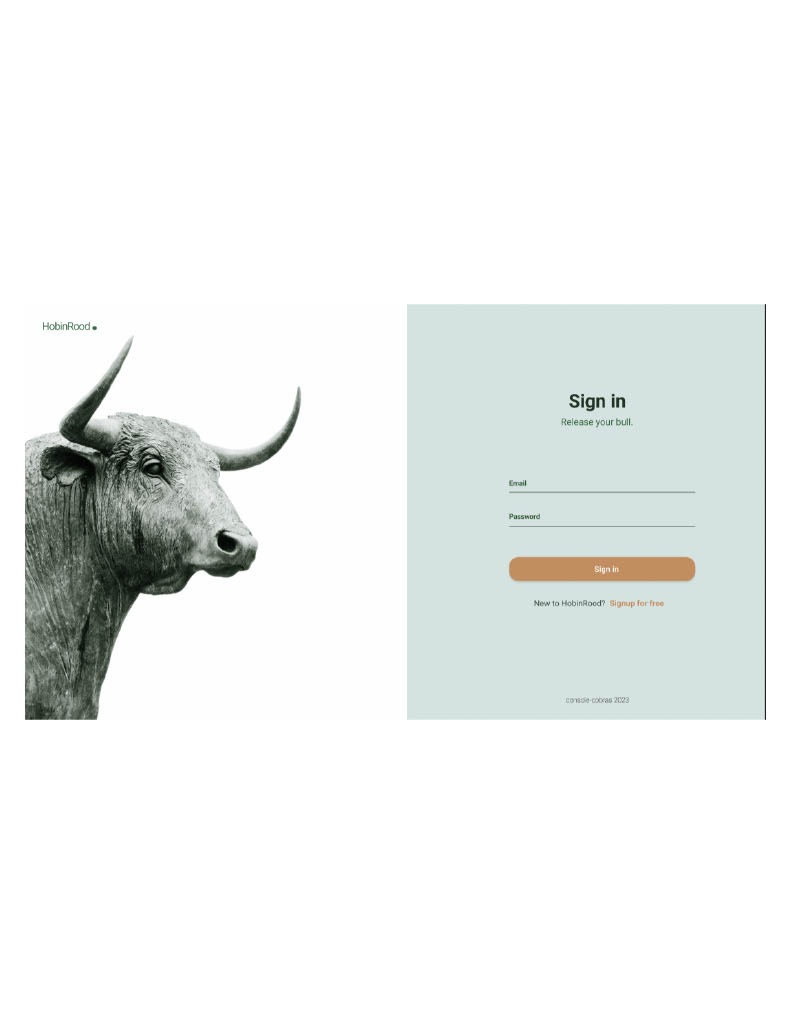 HobinRood
Sign in
Release your bull.
Email
Password
Sign in
New to HobinRood? Signup for free
console-cobras 2023